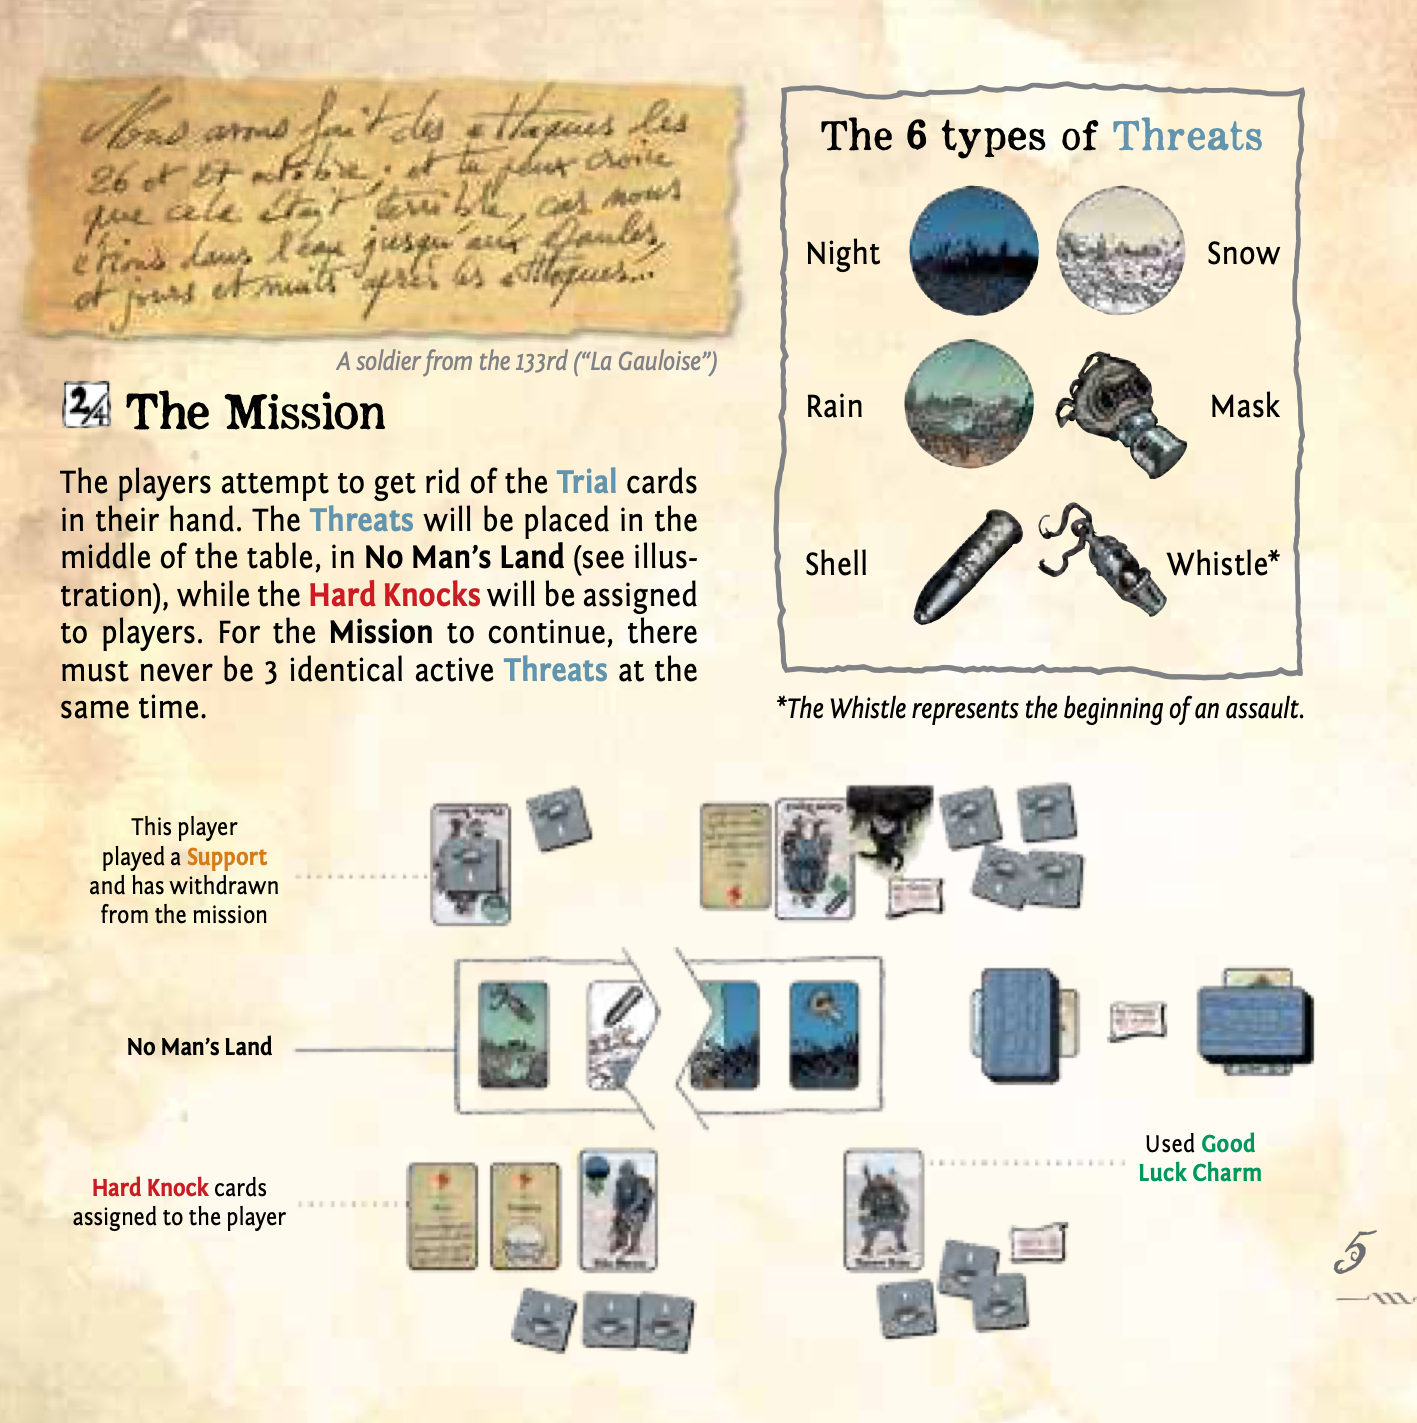 Nous avons fait des attaques les
26 et 27 octobre, et tu peux croire
que cela était terrible, car nous
étions dans l'eau jusqu'aux épaules,
et jours et nuits après les attaques...
A soldier from the 133rd (“La Gauloise”)
2/4 The Mission
The players attempt to get rid of the Trial cards
in their hand. The Threats will be placed in the
middle of the table, in No Man’s Land (see illus-
tration), while the Hard Knocks will be assigned
to players. For the Mission to continue, there
must never be 3 identical active Threats at the
same time.
The 6 types of Threats
Night
Snow
Rain
Mask
Shell
Whistle*
*The Whistle represents the beginning of an assault.
This player
played a Support
and has withdrawn
from the mission
No Man’s Land
Hard Knock cards
assigned to the player
Used Good
Luck Charm
5